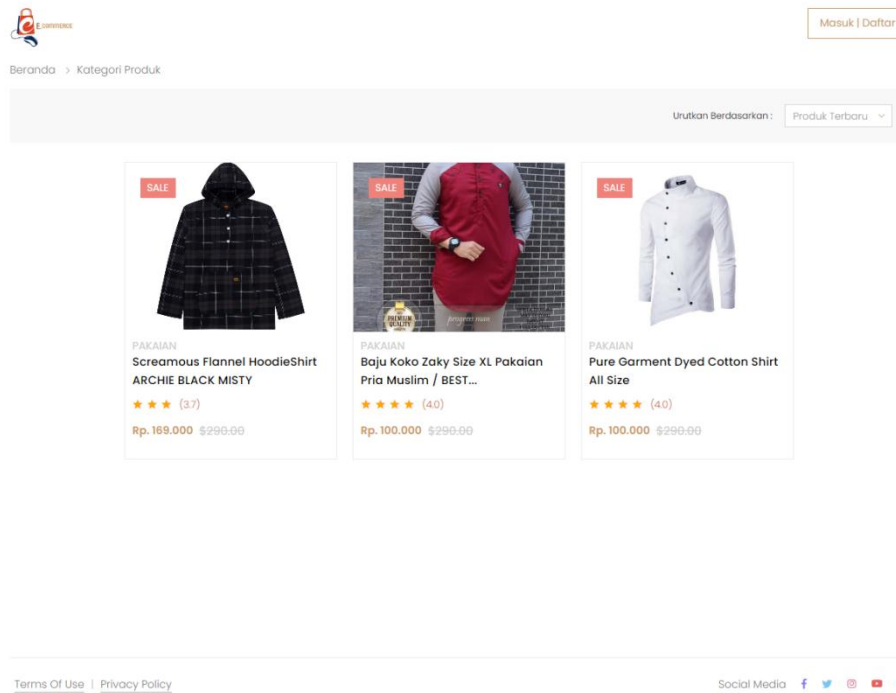 E COMMERCE
Masuk | Daftar
Beranda > Kategori Produk
Urutkan Berdasarkan :
Produk Terbaru
SALE
SALE
SALE
PREMIUM
QUALITY
PAKAIAN
Screamous Flannel HoodieShirt
ARCHIE BLACK MISTY
(3.7)
Rp. 169.000 $290.00
PAKAIAN
Baju Koko Zaky Size XL Pakaian
Pria Muslim / BEST...
(4.0)
Rp. 100.000 $290.00
PAKAIAN
Pure Garment Dyed Cotton Shirt
All Size
(4.0)
Rp. 100.000 $290.00
Terms Of Use | Privacy Policy
Social Media